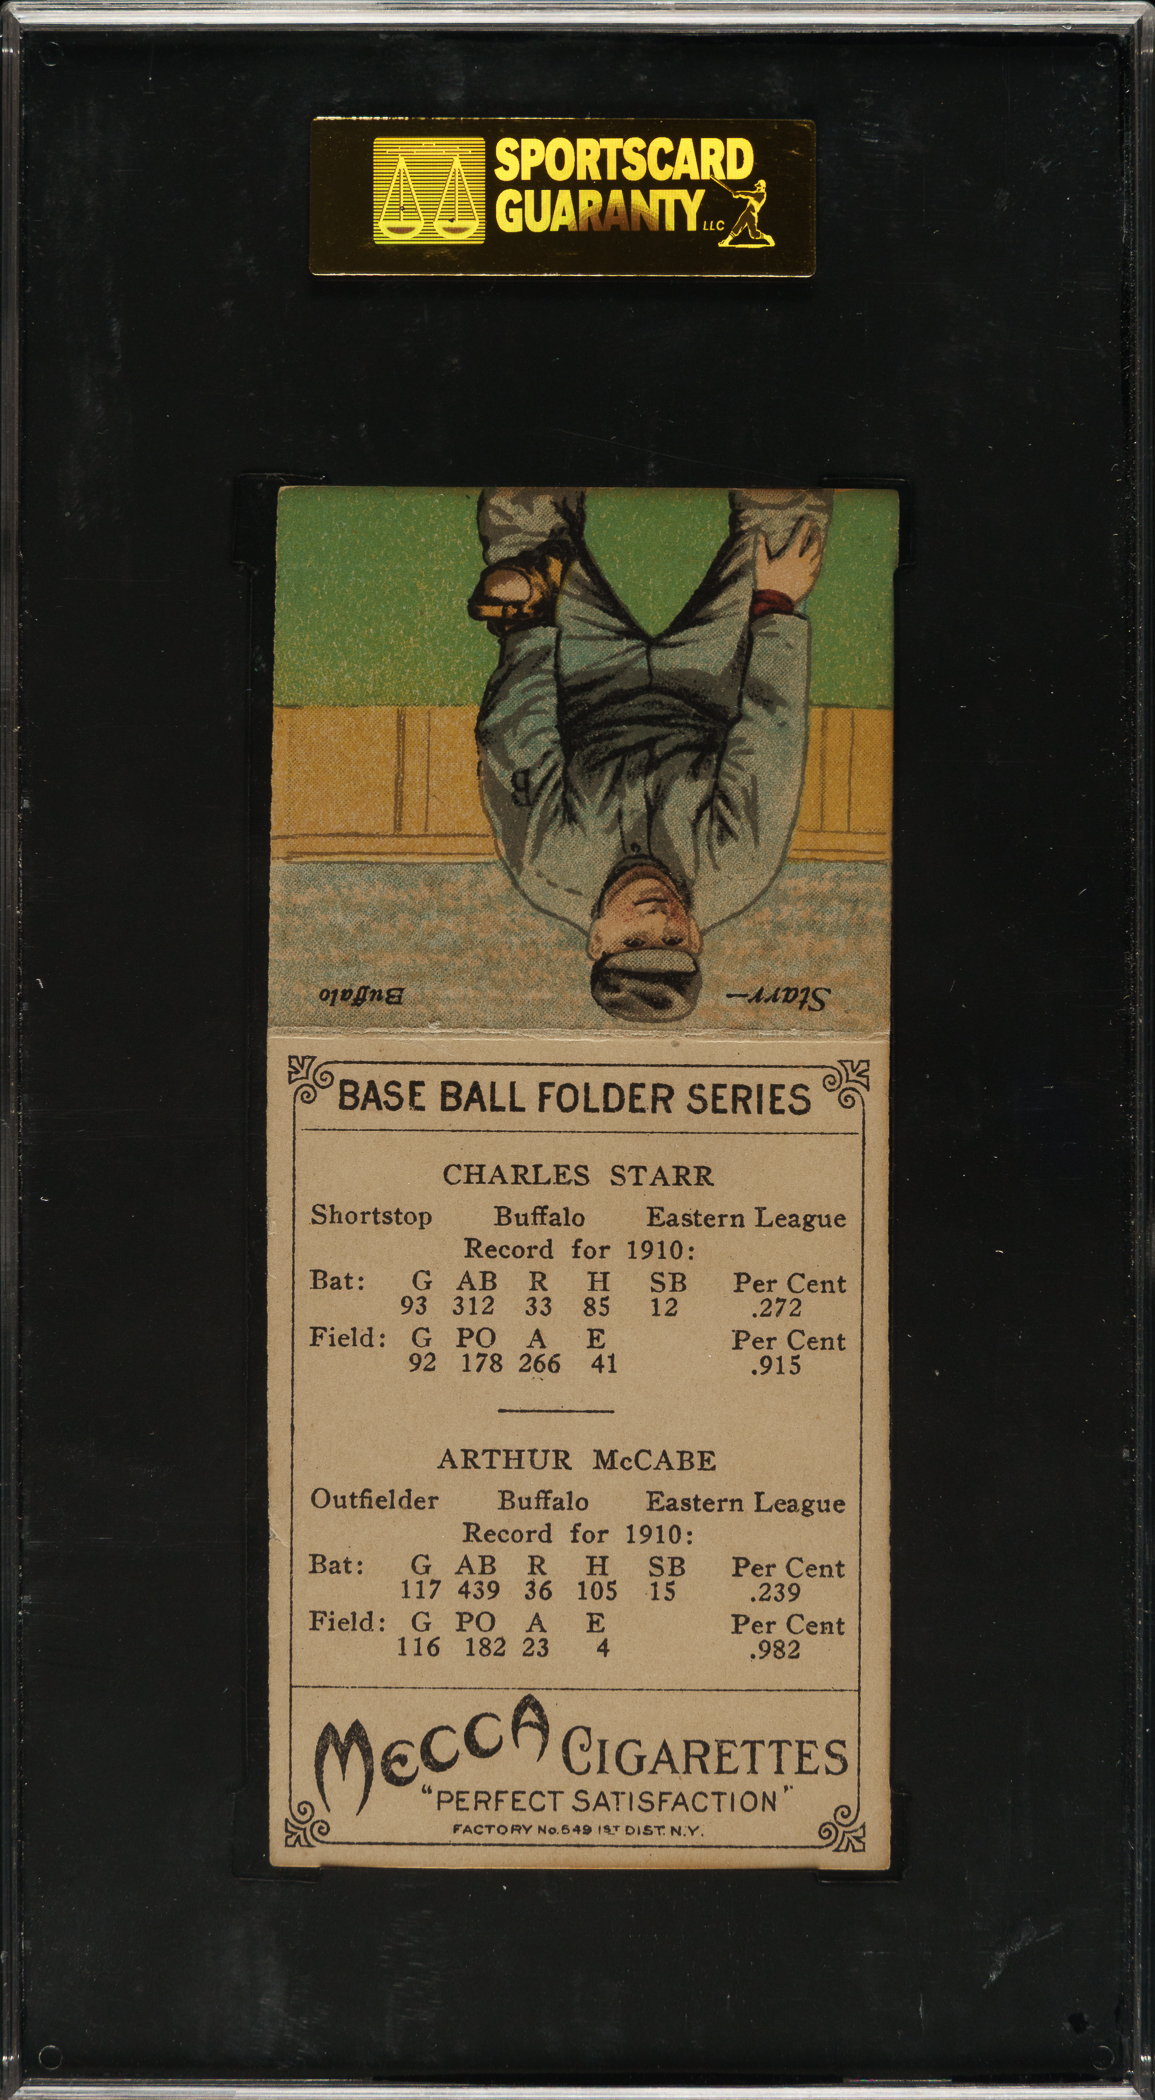 SPORTSCARD
GUARANTY LLC
Starr—
Buffalo
B
BASE BALL FOLDER SERIES
CHARLES STARR
Shortstop Buffalo Eastern League
Record for 1910:
Bat: G AB R H SB Per Cent
93 312 33 85 12 .272
Field: G PO A E Per Cent
92 178 266 41 .915
ARTHUR McCABE
Outfielder Buffalo Eastern League
Record for 1910:
Bat: G AB R H SB Per Cent
117 439 36 105 15 .239
Field: G PO A E Per Cent
116 182 23 4 .982
MECCA CIGARETTES
"PERFECT SATISFACTION"
FACTORY No. 649 1ST DIST. N.Y.